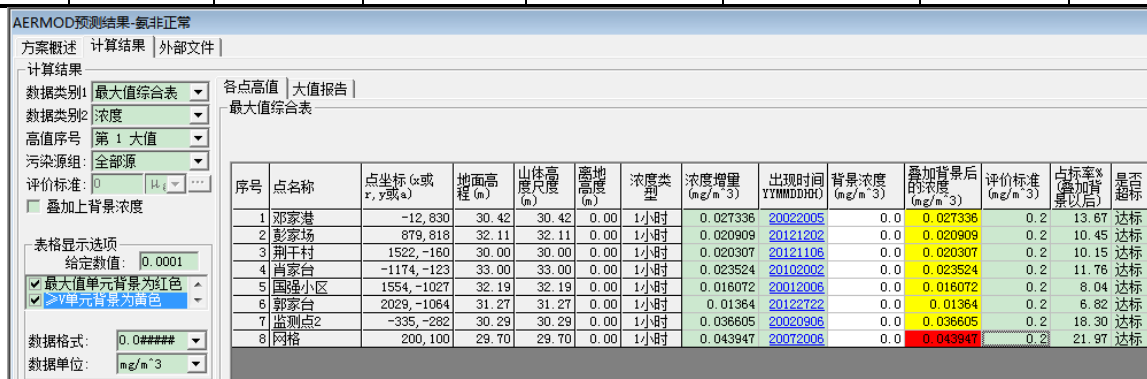 AERMOD预测结果-氨非正常
方案概述 计算结果 外部文件
计算结果
数据类别1 最大值综合表
数据类别2 浓度
高值序号 第 1 大值
污染源组: 全部源
评价标准: 0 ...
叠加上背景浓度
表格显示选项
给定数值: 0.0001
最大值单元背景为红色
≥V单元背景为黄色
数据格式: 0.0#####
数据单位: mg/m^3
各点高值 大值报告
最大值综合表
序号 点名称 点坐标(x或r,y或a) 地面高程(m) 山体高度尺度(m) 离地高度(m) 浓度类型 浓度增量(mg/m^3) 出现时间YYMMDDHH) 背景浓度(mg/m^3) 叠加背景后的浓度(mg/m^3) 评价标准(mg/m^3) 占标率%(叠加背景以后) 是否超标
1 邓家港 -12,830 30.42 30.42 0.00 1小时 0.027336 20022005 0.0 0.027336 0.2 13.67 达标
2 彭家场 879,818 32.11 32.11 0.00 1小时 0.020909 20121202 0.0 0.020909 0.2 10.45 达标
3 荆干村 1522,-160 30.00 30.00 0.00 1小时 0.020307 20121106 0.0 0.020307 0.2 10.15 达标
4 肖家台 -1174,-123 33.00 33.00 0.00 1小时 0.023524 20102002 0.0 0.023524 0.2 11.76 达标
5 国强小区 1554,-1027 32.19 32.19 0.00 1小时 0.016072 20012006 0.0 0.016072 0.2 8.04 达标
6 郭家台 2029,-1064 31.27 31.27 0.00 1小时 0.01364 20122722 0.0 0.01364 0.2 6.82 达标
7 监测点2 -335,-282 30.29 30.29 0.00 1小时 0.036605 20020906 0.0 0.036605 0.2 18.30 达标
8 网格 200,100 29.70 29.70 0.00 1小时 0.043947 20072006 0.0 0.043947 0.2 21.97 达标